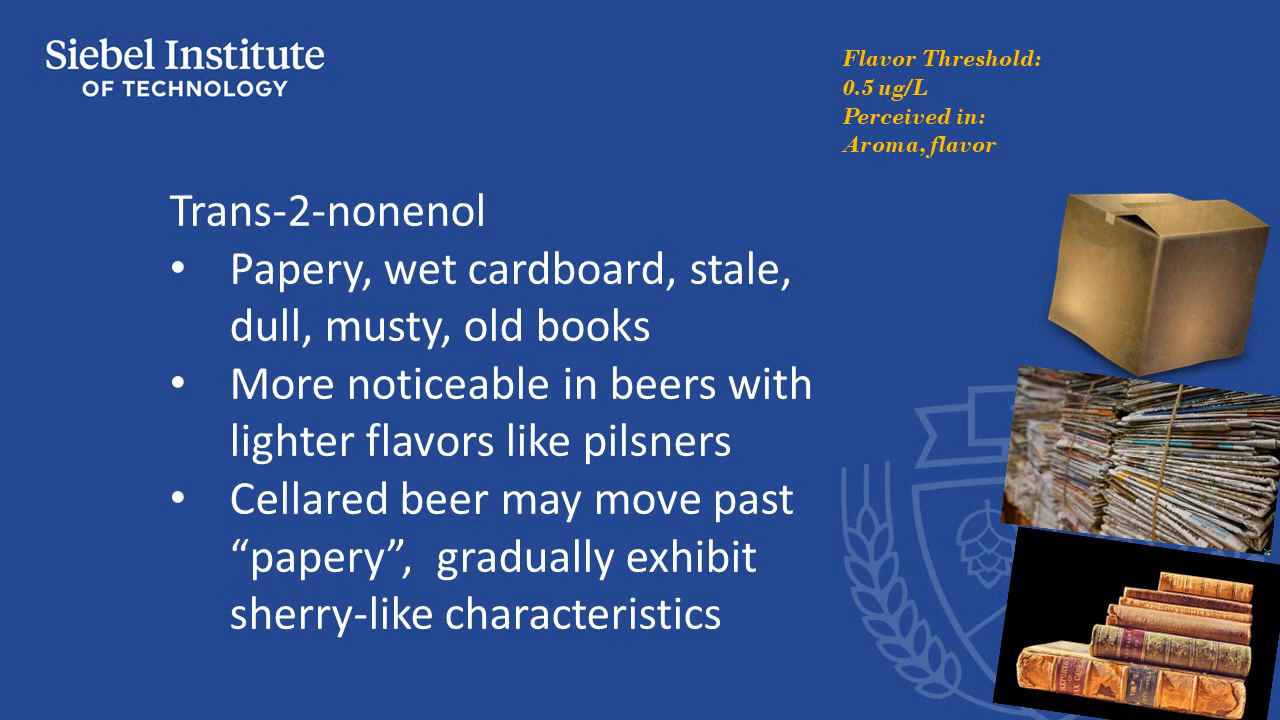 Siebel Institute
OF TECHNOLOGY
Flavor Threshold:
0.5 ug/L
Perceived in:
Aroma, flavor
Trans-2-nonenol
• Papery, wet cardboard, stale,
dull, musty, old books
• More noticeable in beers with
lighter flavors like pilsners
• Cellared beer may move past
“papery”,  gradually exhibit
sherry-like characteristics